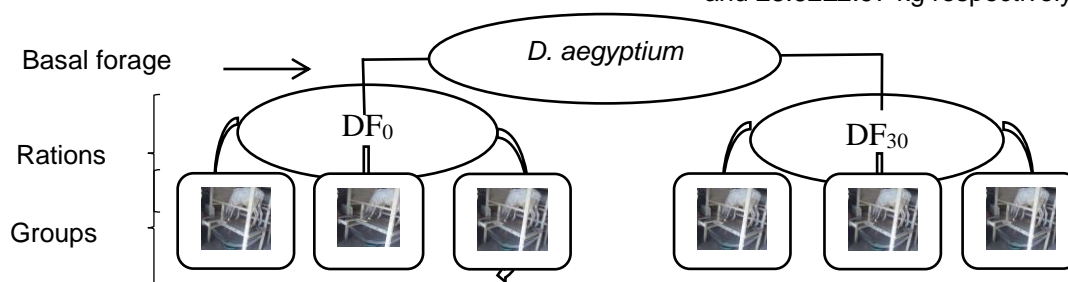 D. aegyptium
Basal forage
DF0
DF30
Rations
Groups